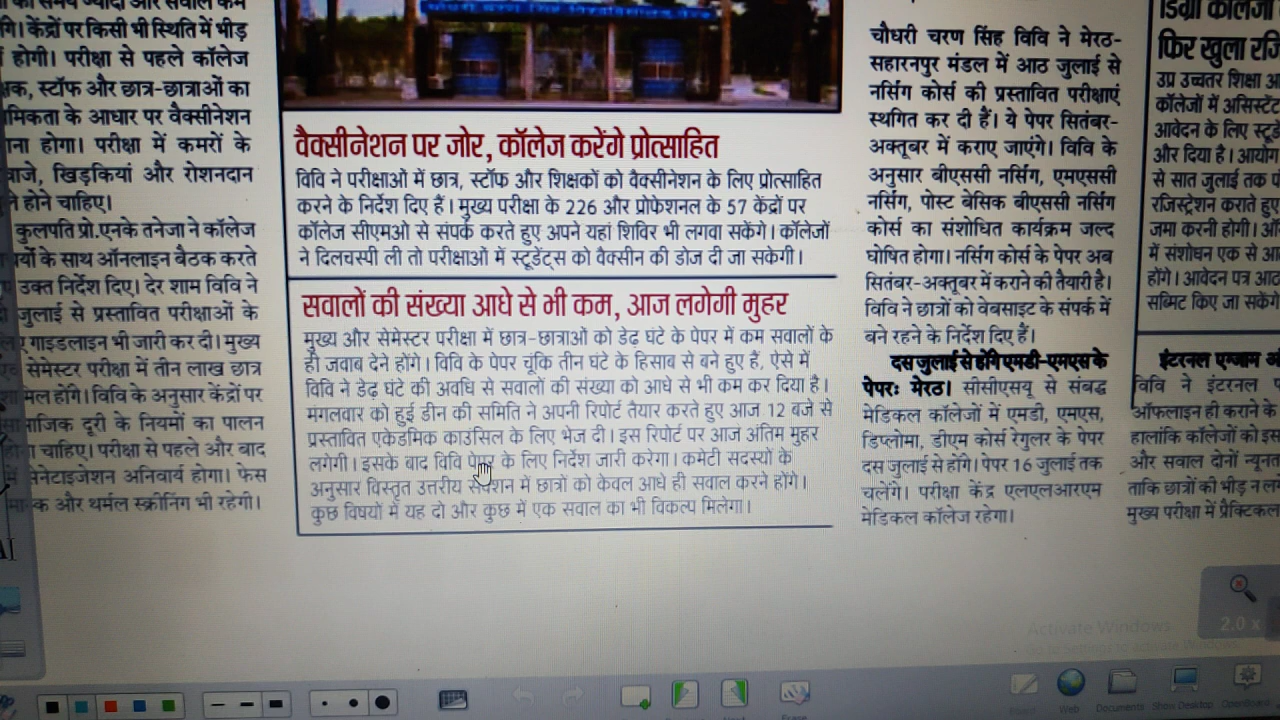 केंद्रों पर किसी भी स्थिति में भीड़
होगी। परीक्षा से पहले कॉलेज
स्टॉफ और छात्र-छात्राओं का
के आधार पर वैक्सीनेशन
होगा। परीक्षा में कमरों के
खिड़कियां और रोशनदान
होने चाहिए।
कुलपति प्रो.एनके तनेजा ने कॉलेज
के साथ ऑनलाइन बैठक करते
उक्त निर्देश दिए। देर शाम विवि ने
जुलाई से प्रस्तावित परीक्षाओं के
गाइडलाइन भी जारी कर दी। मुख्य
सेमेस्टर परीक्षा में तीन लाख छात्र
होंगे। विवि के अनुसार केंद्रों पर
दूरी के नियमों का पालन
चाहिए। परीक्षा से पहले और बाद
सेनेटाइजेशन अनिवार्य होगा। फेस
और थर्मल स्क्रीनिंग भी रहेगी।
वैक्सीनेशन पर जोर, कॉलेज करेंगे प्रोत्साहित
विवि ने परीक्षाओं में छात्र, स्टॉफ और शिक्षकों को वैक्सीनेशन के लिए प्रोत्साहित
करने के निर्देश दिए हैं। मुख्य परीक्षा के 226 और प्रोफेशनल के 57 केंद्रों पर
कॉलेज सीएमओ से संपर्क करते हुए अपने यहां शिविर भी लगवा सकेंगे। कॉलेजों
ने दिलचस्पी ली तो परीक्षाओं में स्टूडेंट्स को वैक्सीन की डोज दी जा सकेगी।
सवालों की संख्या आधे से भी कम, आज लगेगी मुहर
मुख्य और सेमेस्टर परीक्षा में छात्र-छात्राओं को डेढ़ घंटे के पेपर में कम सवालों के
ही जवाब देने होंगे। विवि के पेपर चूंकि तीन घंटे के हिसाब से बने हुए हैं, ऐसे में
विवि ने डेढ़ घंटे की अवधि से सवालों की संख्या को आधे से भी कम कर दिया है।
मंगलवार को हुई डीन की समिति ने अपनी रिपोर्ट तैयार करते हुए आज 12 बजे से
प्रस्तावित एकेडमिक काउंसिल के लिए भेज दी। इस रिपोर्ट पर आज अंतिम मुहर
लगेगी। इसके बाद विवि पेपर के लिए निर्देश जारी करेगा। कमेटी सदस्यों के
अनुसार विस्तृत उत्तरीय सेक्शन में छात्रों को केवल आधे ही सवाल करने होंगे।
कुछ विषयों में यह दो और कुछ में एक सवाल का भी विकल्प मिलेगा।
चौधरी चरण सिंह विवि ने मेरठ-
सहारनपुर मंडल में आठ जुलाई से
नर्सिंग कोर्स की प्रस्तावित परीक्षाएं
स्थगित कर दी हैं। ये पेपर सितंबर-
अक्तूबर में कराए जाएंगे। विवि के
अनुसार बीएससी नर्सिंग, एमएससी
नर्सिंग, पोस्ट बेसिक बीएससी नर्सिंग
कोर्स का संशोधित कार्यक्रम जल्द
घोषित होगा। नर्सिंग कोर्स के पेपर अब
सितंबर-अक्तूबर में कराने की तैयारी है।
विवि ने छात्रों को वेबसाइट के संपर्क में
बने रहने के निर्देश दिए हैं।
दस जुलाई से होंगे एमडी-एमएस के
पेपरः मेरठ। सीसीएसयू से संबद्ध
मेडिकल कॉलेजों में एमडी, एमएस,
डिप्लोमा, डीएम कोर्स रेगुलर के पेपर
दस जुलाई से होंगे। पेपर 16 जुलाई तक
चलेंगे। परीक्षा केंद्र एलएलआरएम
मेडिकल कॉलेज रहेगा।
डिग्री कॉलेजों
फिर खुला
उप्र उच्चतर शिक्षा
कॉलेजों में
आवेदन के लिए
और दिया है। आयोग
से सात जुलाई तक
रजिस्ट्रेशन कराते हुए
जमा करनी होगी।
में संशोधन एक से
होंगे। आवेदन पत्र
सब्मिट किए जा सकेंगे
इंटरनल एग्जाम
विवि ने इंटरनल
ऑफलाइन ही कराने के
हालांकि कॉलेजों को
और सवाल दोनों
ताकि छात्रों की भीड़ न
मुख्य परीक्षा में
Activate Windows
2.0 x
Web
Documents
Show Desktop